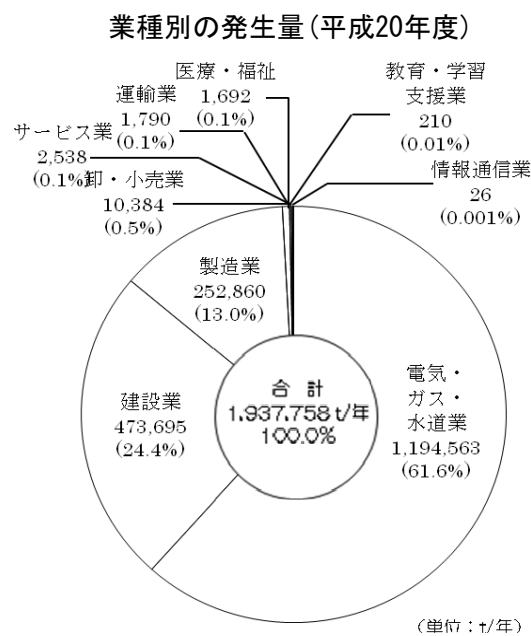 業種別の発生量(平成20年度)
医療・福祉
1,692
(0.1%)
教育・学習
支援業
210
(0.01%)
運輸業
1,790
(0.1%)
サービス業
2,538
(0.1%)
情報通信業
26
(0.001%)
卸・小売業
10,384
(0.5%)
製造業
252,860
(13.0%)
建設業
473,695
(24.4%)
合計
1,937,758t/年
100.0%
電気・
ガス・
水道業
1,194,563
(61.6%)
(単位:t/年)